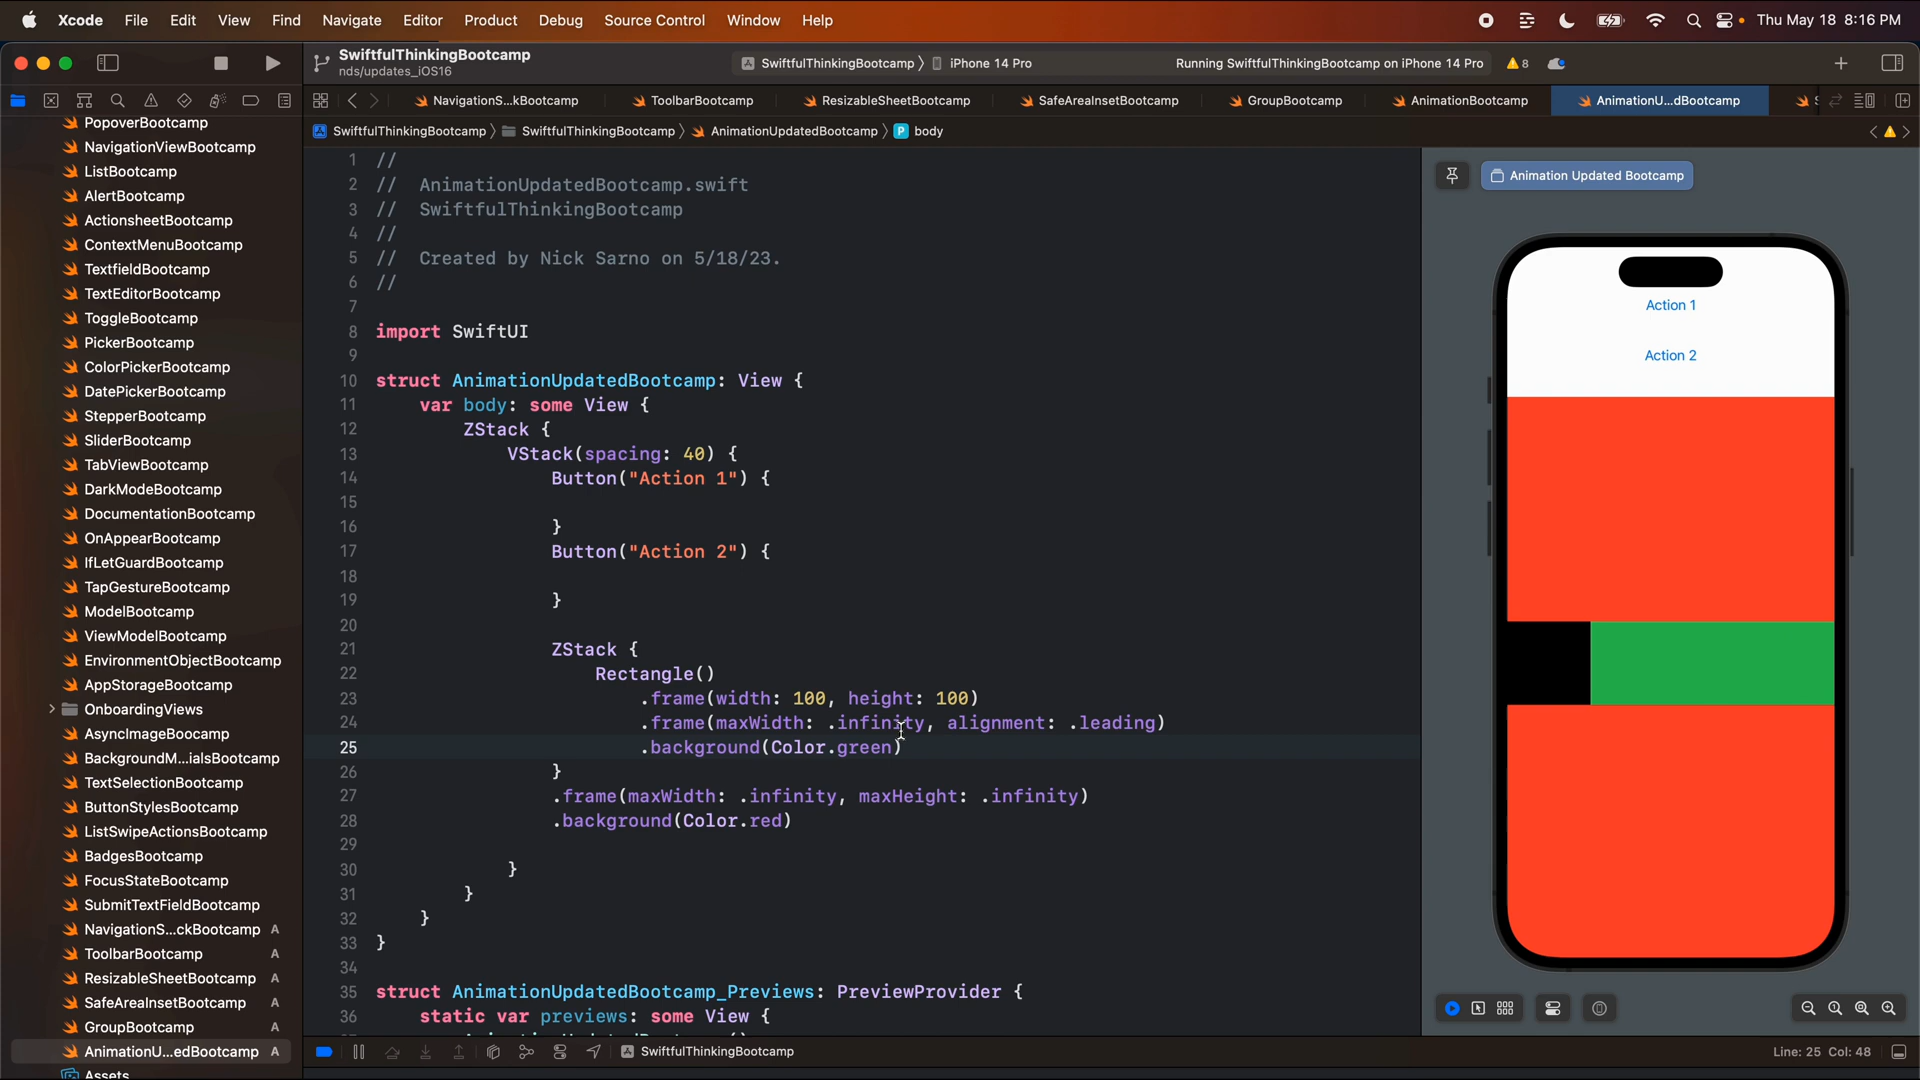 Xcode File Edit View Find Navigate Editor Product Debug Source Control Window Help Thu May 18 8:16 PM
SwiftfulThinkingBootcamp
nds/updates_iOS16
SwiftfulThinkingBootcamp iPhone 14 Pro Running SwiftfulThinkingBootcamp on iPhone 14 Pro 8
NavigationS...kBootcamp ToolbarBootcamp ResizableSheetBootcamp SafeAreaInsetBootcamp GroupBootcamp AnimationBootcamp AnimationU...dBootcamp
SwiftfulThinkingBootcamp SwiftfulThinkingBootcamp AnimationUpdatedBootcamp P body
PopoverBootcamp
NavigationViewBootcamp
ListBootcamp
AlertBootcamp
ActionsheetBootcamp
ContextMenuBootcamp
TextfieldBootcamp
TextEditorBootcamp
ToggleBootcamp
PickerBootcamp
ColorPickerBootcamp
DatePickerBootcamp
StepperBootcamp
SliderBootcamp
TabViewBootcamp
DarkModeBootcamp
DocumentationBootcamp
OnAppearBootcamp
IfLetGuardBootcamp
TapGestureBootcamp
ModelBootcamp
ViewModelBootcamp
EnvironmentObjectBootcamp
AppStorageBootcamp
OnboardingViews
AsyncImageBoocamp
BackgroundM...ialsBootcamp
TextSelectionBootcamp
ButtonStylesBootcamp
ListSwipeActionsBootcamp
BadgesBootcamp
FocusStateBootcamp
SubmitTextFieldBootcamp
NavigationS...ckBootcamp A
ToolbarBootcamp A
ResizableSheetBootcamp A
SafeAreaInsetBootcamp A
GroupBootcamp A
AnimationU...edBootcamp A
Assets
1 //
2 // AnimationUpdatedBootcamp.swift
3 // SwiftfulThinkingBootcamp
4 //
5 // Created by Nick Sarno on 5/18/23.
6 //
7
8 import SwiftUI
9
10 struct AnimationUpdatedBootcamp: View {
11 var body: some View {
12 ZStack {
13 VStack(spacing: 40) {
14 Button("Action 1") {
15
16 }
17 Button("Action 2") {
18
19 }
20
21 ZStack {
22 Rectangle()
23 .frame(width: 100, height: 100)
24 .frame(maxWidth: .infinity, alignment: .leading)
25 .background(Color.green)
26 }
27 .frame(maxWidth: .infinity, maxHeight: .infinity)
28 .background(Color.red)
29
30 }
31 }
32 }
33 }
34
35 struct AnimationUpdatedBootcamp_Previews: PreviewProvider {
36 static var previews: some View {
Animation Updated Bootcamp
Action 1
Action 2
SwiftfulThinkingBootcamp
Line: 25 Col: 48